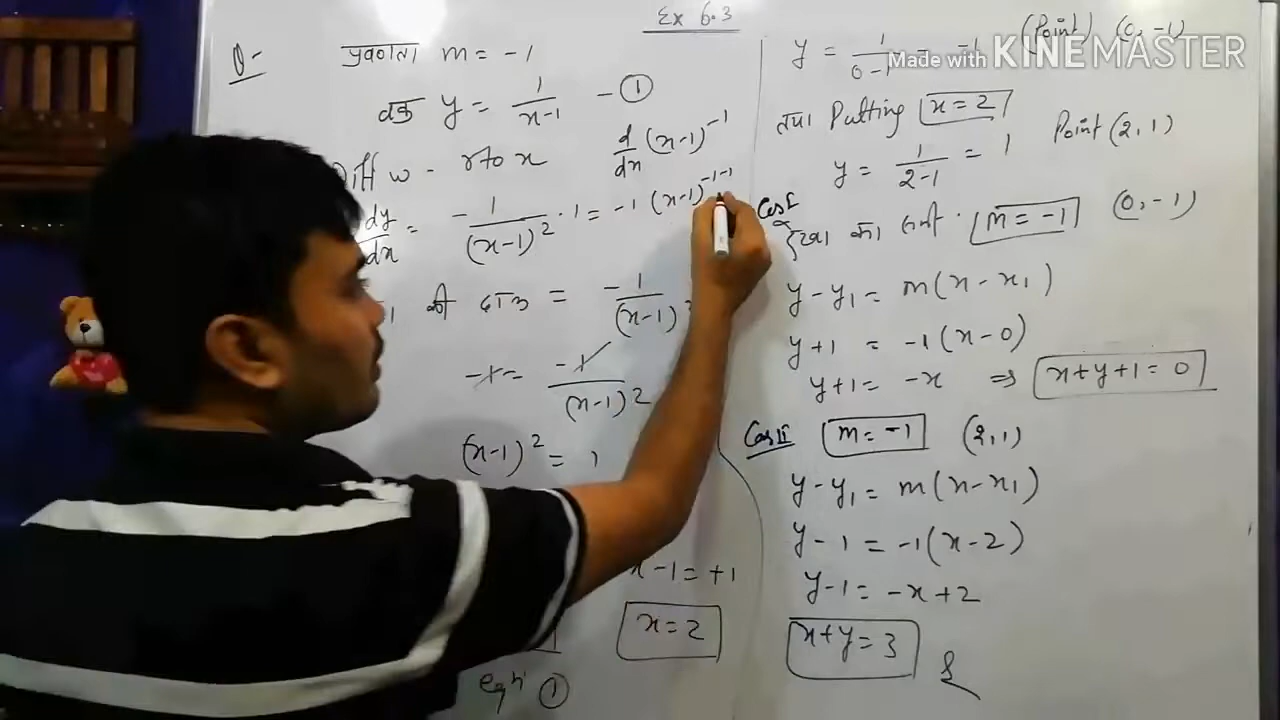 Ex 6.3
Q- प्रवणता m = -1
वक्र y = 1/(x-1) - ①
Diff w - r to x
d/dx (x-1)^-1
dy/dx = -1/(x-1)^2 · 1 = -1 (x-1)^-1-1
की = -1/(x-1)^2
-1 = -1/(x-1)^2
(x-1)^2 = 1
x-1 = +1
x = 2
eqn ①
y = 1/(0-1) = -1 (Point) (0, -1)
Made with KINEMASTER
तथा Putting x = 2
y = 1/(2-1) = 1 Point (2, 1)
Cas I
रेखा का m = -1 (0, -1)
y - y₁ = m(x - x₁)
y + 1 = -1(x - 0)
y + 1 = -x ⇒ x + y + 1 = 0
Cas II m = -1 (2, 1)
y - y₁ = m(x - x₁)
y - 1 = -1(x - 2)
y - 1 = -x + 2
x + y = 3